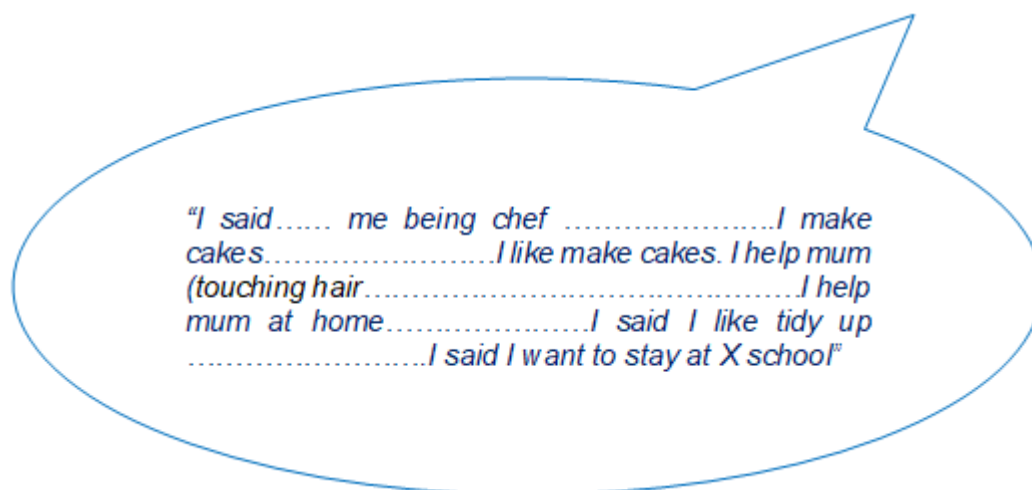 “I said...... me being chef ........................I make
cakes..........................I like make cakes. I help mum
(touching hair.................................................I help
mum at home.......................I said I like tidy up
...........................I said I want to stay at X school”